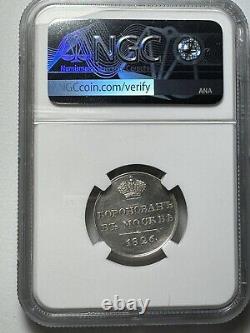 NGC
NGCcoin.com/verify
ANA
КОРОНОВАНЪ
ВЪ МОСКВѢ
1826.